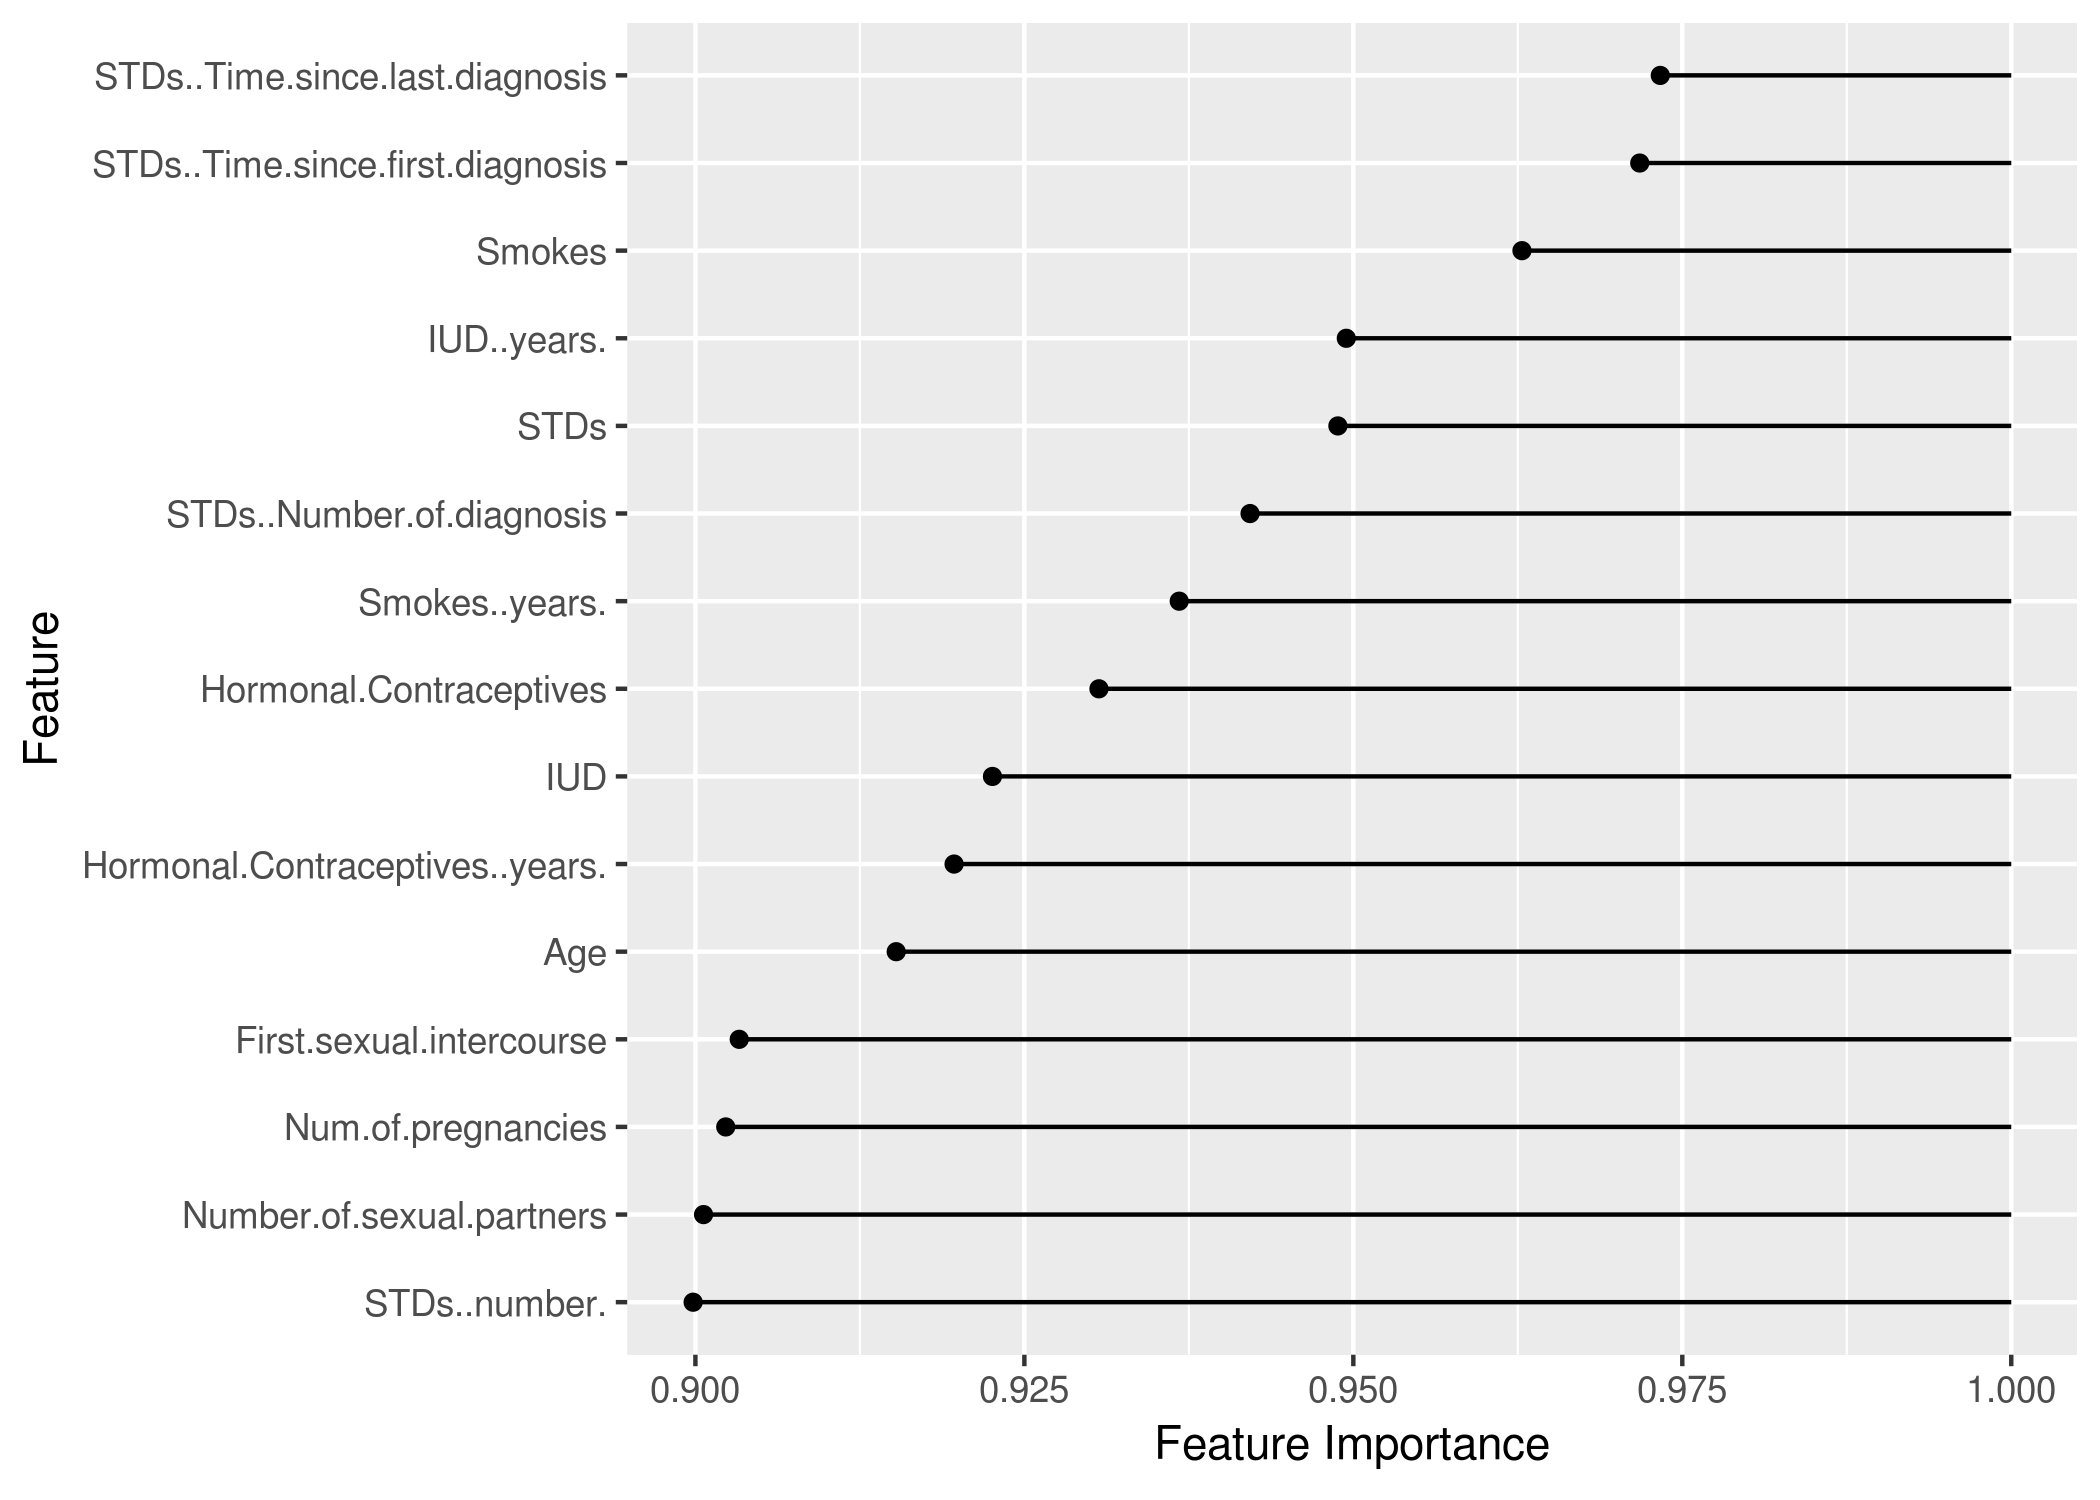 STDs..Time.since.last.diagnosis
STDs..Time.since.first.diagnosis
Smokes
IUD..years.
STDs
STDs..Number.of.diagnosis
Smokes..years.
Hormonal.Contraceptives
IUD
Hormonal.Contraceptives..years.
Age
First.sexual.intercourse
Num.of.pregnancies
Number.of.sexual.partners
STDs..number.
Feature
0.900 0.925 0.950 0.975 1.000
Feature Importance